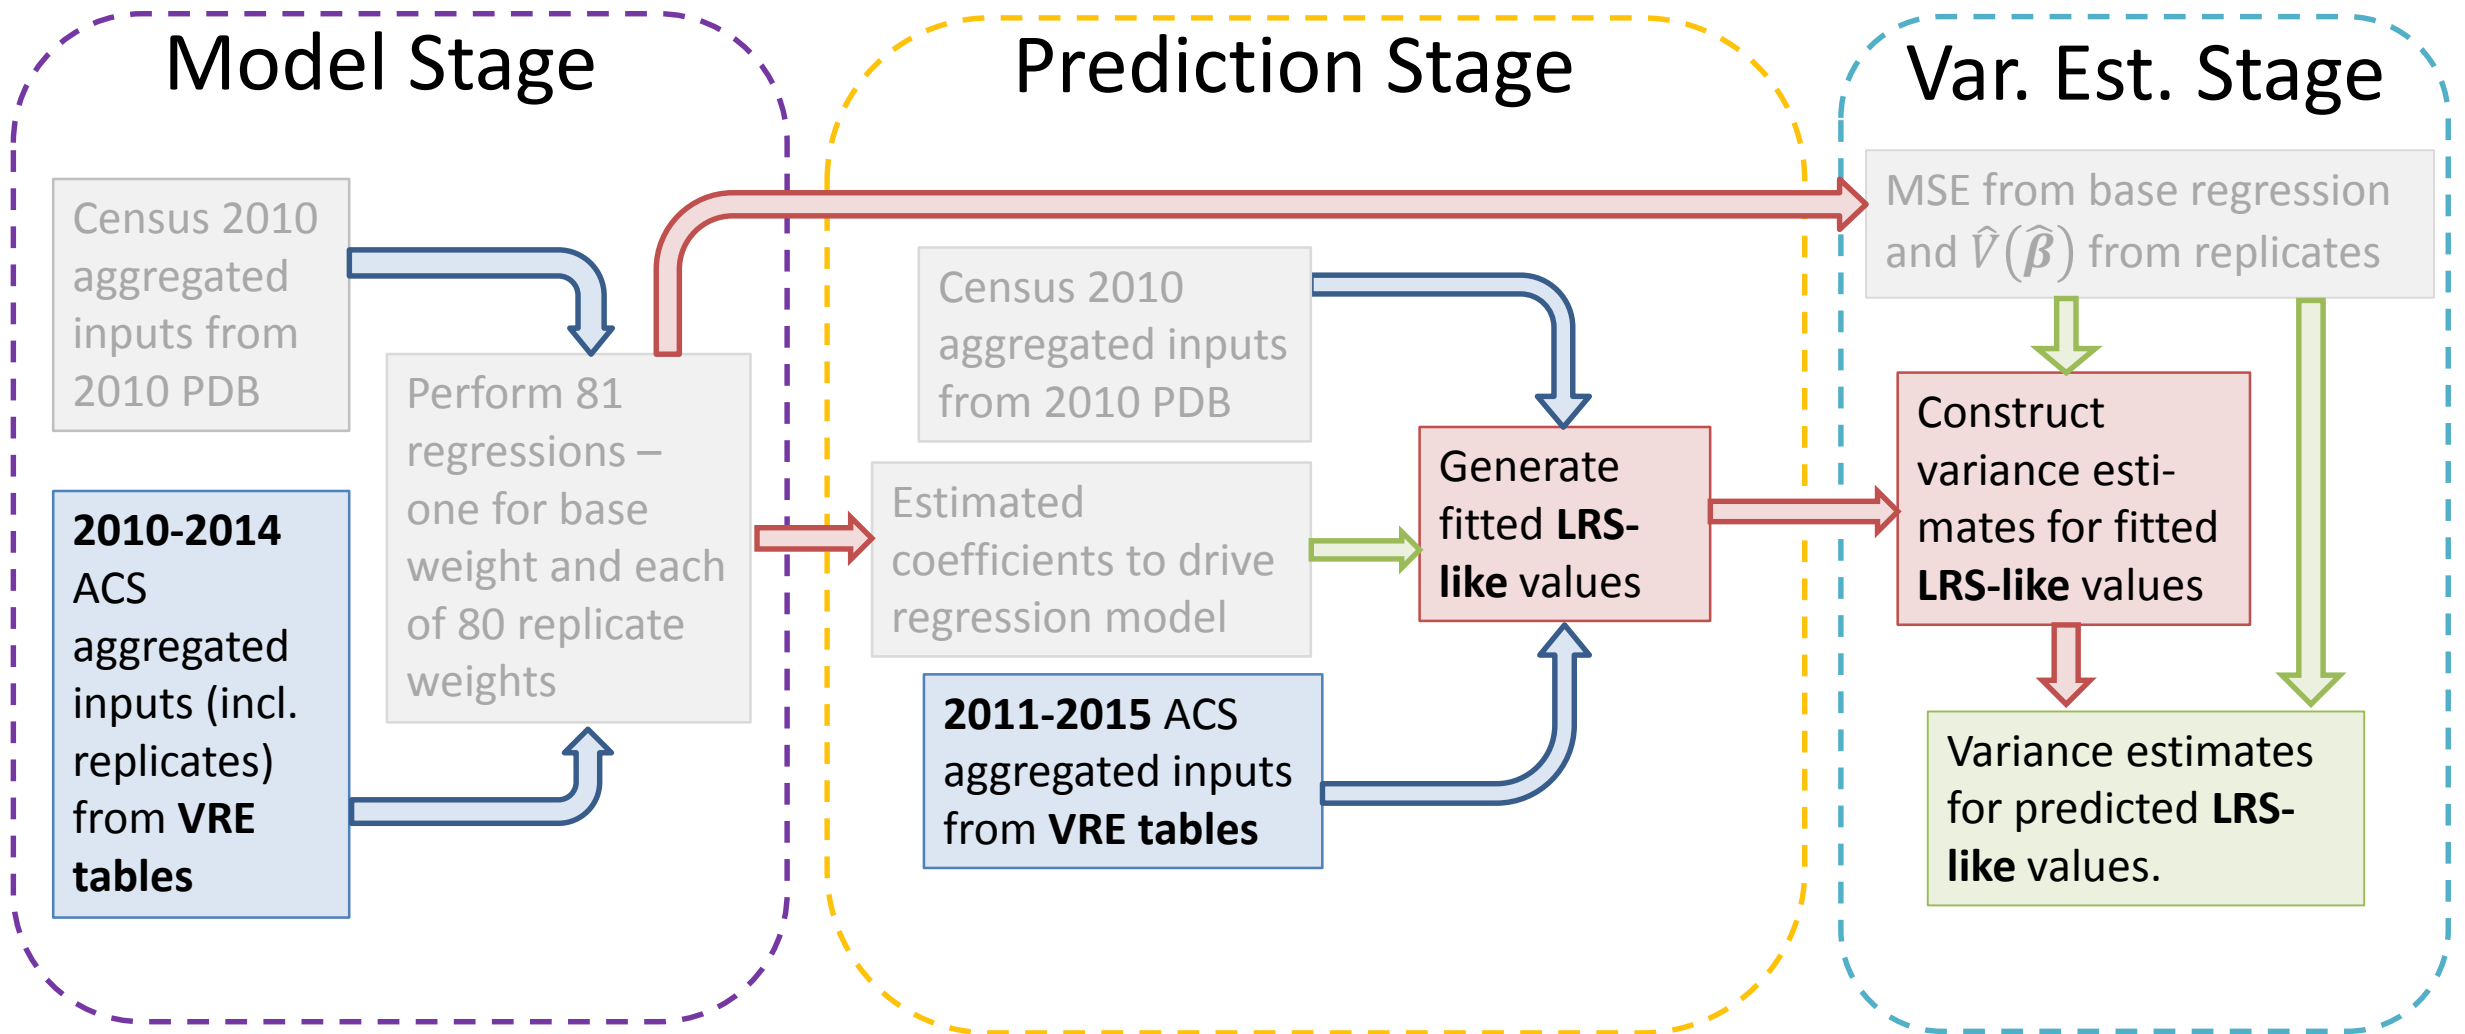 Model Stage
Census 2010
aggregated
inputs from
2010 PDB
2010-2014
ACS
aggregated
inputs (incl.
replicates)
from VRE
tables
Perform 81
regressions –
one for base
weight and each
of 80 replicate
weights
Prediction Stage
Census 2010
aggregated inputs
from 2010 PDB
Estimated
coefficients to drive
regression model
2011-2015 ACS
aggregated inputs
from VRE tables
Generate
fitted LRS-
like values
Var. Est. Stage
MSE from base regression
and V̂(β̂) from replicates
Construct
variance esti-
mates for fitted
LRS-like values
Variance estimates
for predicted LRS-
like values.